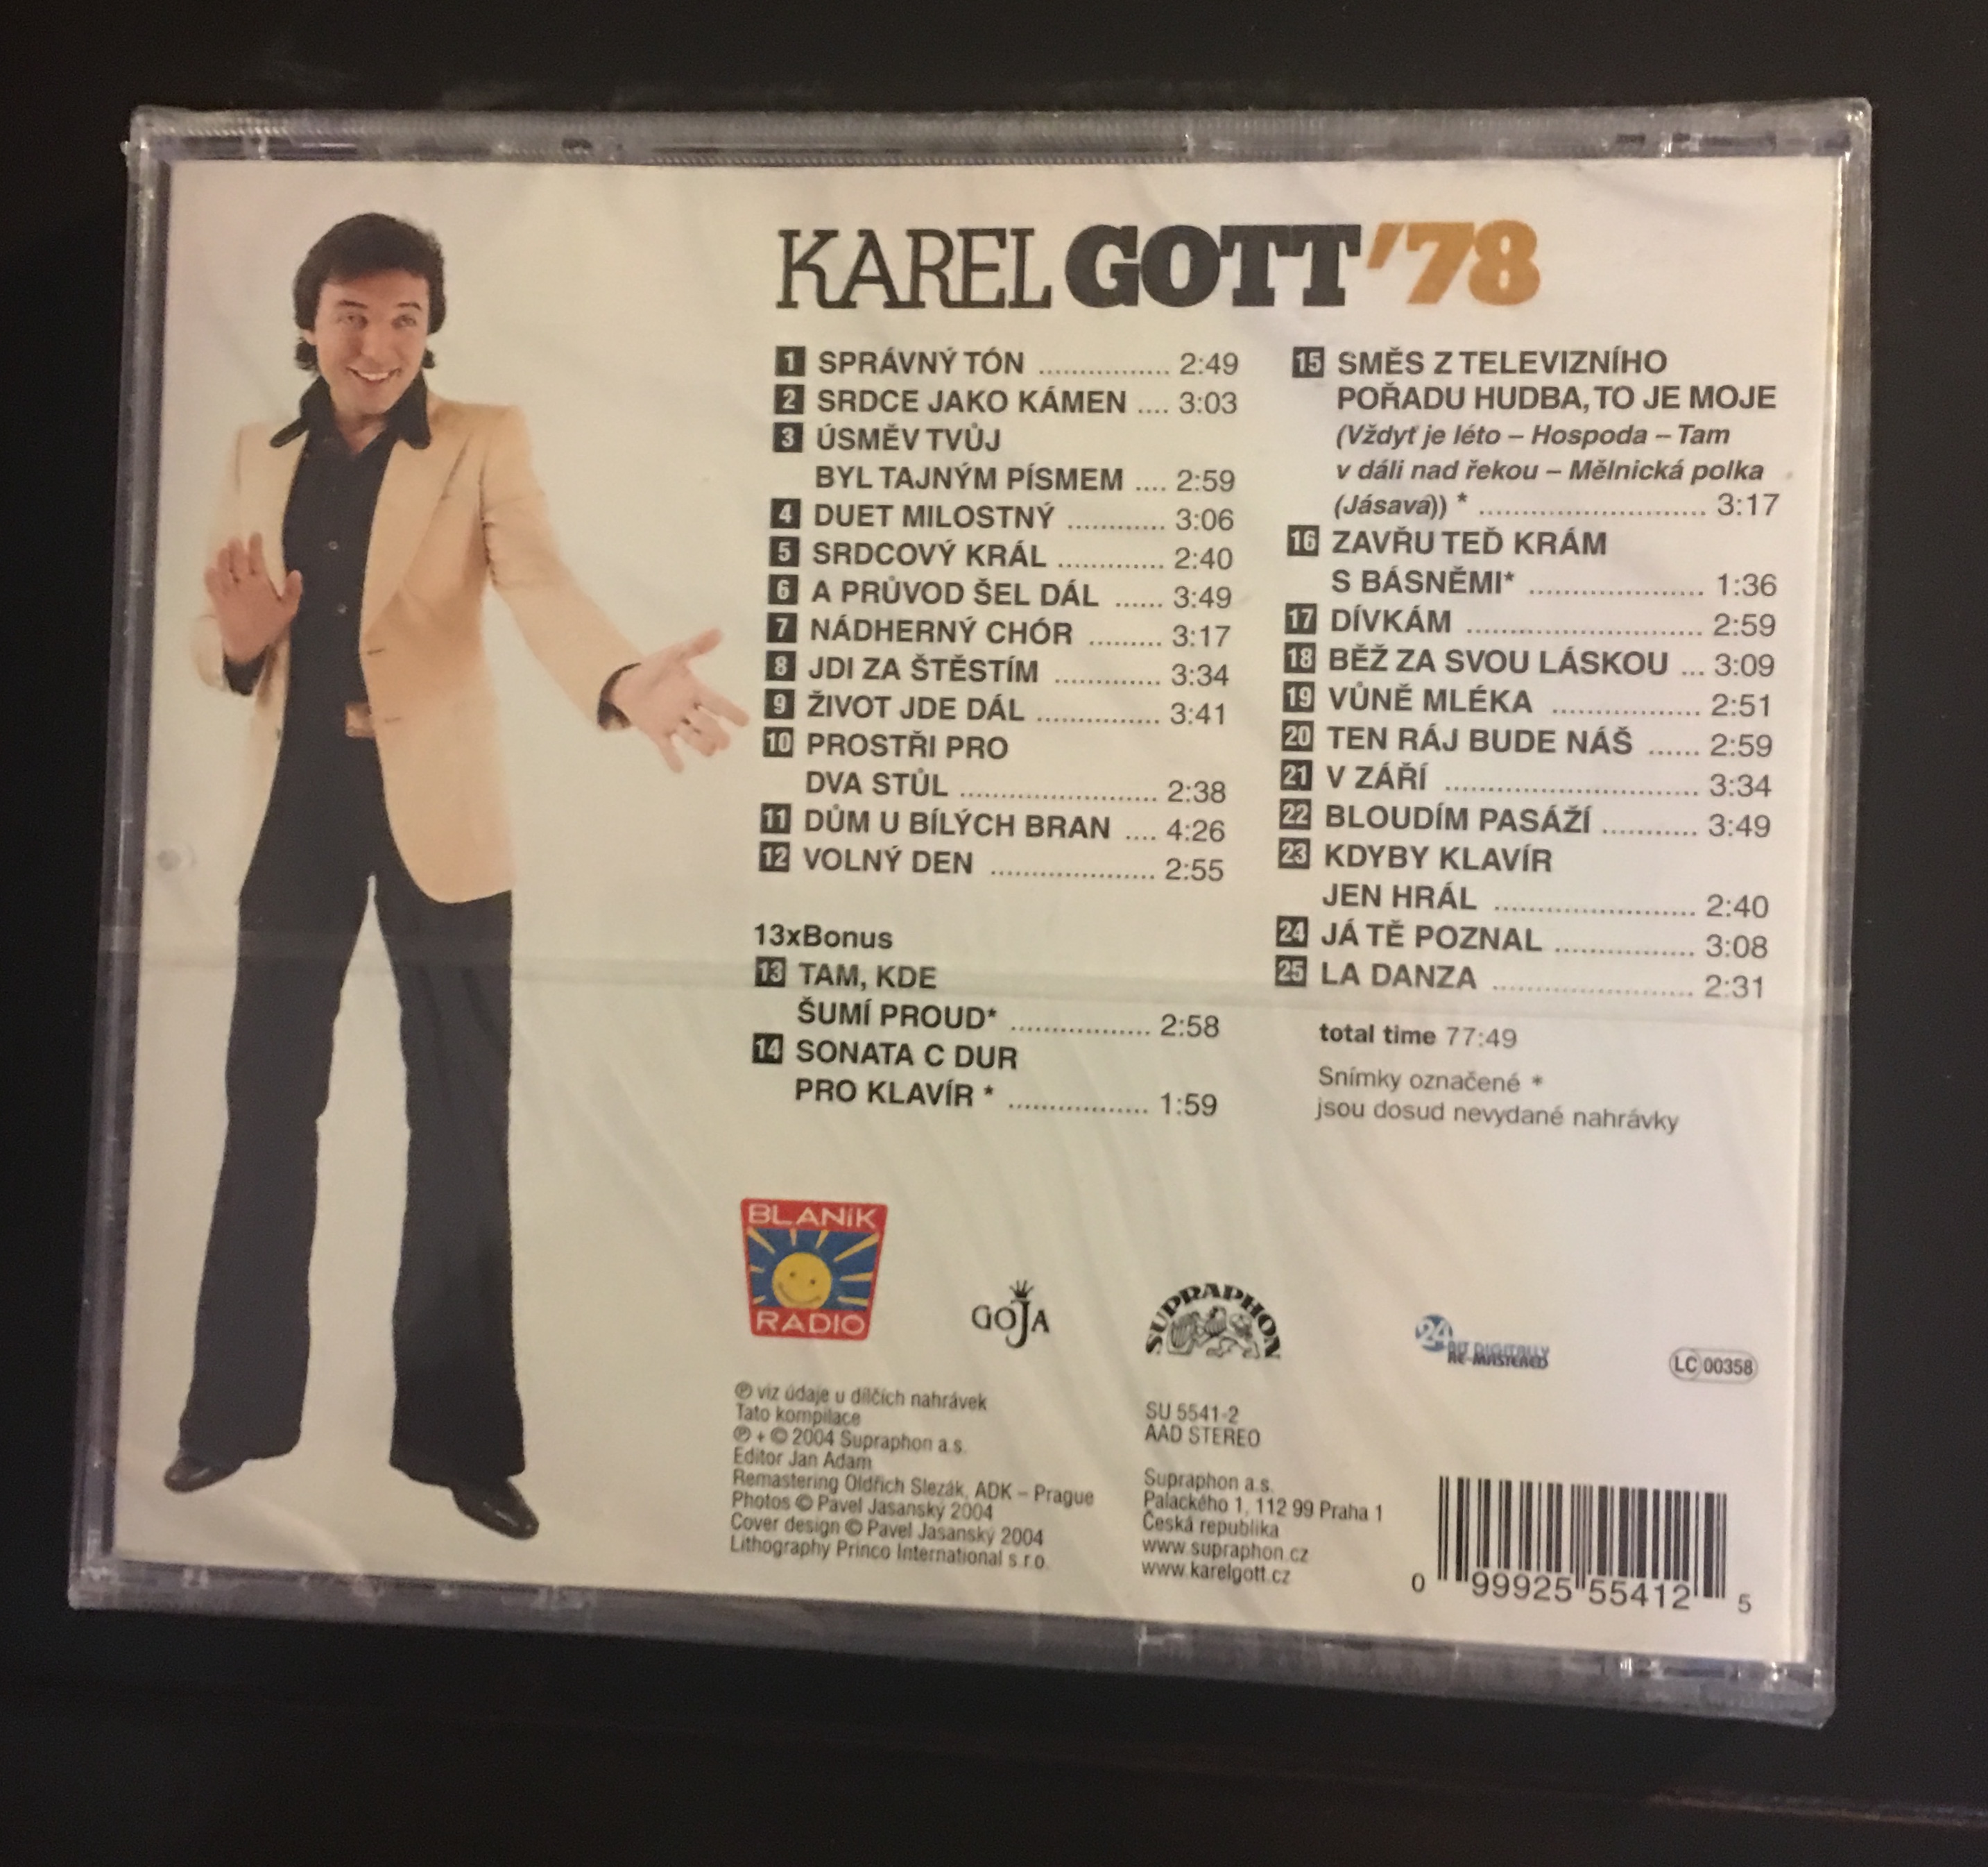 KAREL GOTT '78
1 SPRÁVNÝ TÓN ................ 2:49
2 SRDCE JAKO KÁMEN .... 3:03
3 ÚSMĚV TVŮJ
BYL TAJNÝM PÍSMEM .... 2:59
4 DUET MILOSTNÝ ............ 3:06
5 SRDCOVÝ KRÁL ............. 2:40
6 A PRŮVOD ŠEL DÁL ...... 3:49
7 NÁDHERNÝ CHÓR ......... 3:17
8 JDI ZA ŠTĚSTÍM ............. 3:34
9 ŽIVOT JDE DÁL ............... 3:41
10 PROSTŘI PRO
DVA STŮL ........................ 2:38
11 DŮM U BÍLÝCH BRAN .... 4:26
12 VOLNÝ DEN .................... 2:55
13xBonus
13 TAM, KDE
ŠUMÍ PROUD* ................. 2:58
14 SONATA C DUR
PRO KLAVÍR * ................. 1:59
15 SMĚS Z TELEVIZNÍHO
POŘADU HUDBA, TO JE MOJE
(Vždyť je léto – Hospoda – Tam
v dáli nad řekou – Mělnická polka
(Jásavá)) * ............................ 3:17
16 ZAVŘU TEĎ KRÁM
S BÁSNĚMI* ..................... 1:36
17 DÍVKÁM ............................ 2:59
18 BĚŽ ZA SVOU LÁSKOU ... 3:09
19 VŮNĚ MLÉKA .................. 2:51
20 TEN RÁJ BUDE NÁŠ ...... 2:59
21 V ZÁŘÍ ............................... 3:34
22 BLOUDÍM PASÁŽÍ ........... 3:49
23 KDYBY KLAVÍR
JEN HRÁL ........................ 2:40
24 JÁ TĚ POZNAL ................. 3:08
25 LA DANZA ........................ 2:31
total time 77:49
Snímky označené *
jsou dosud nevydané nahrávky
BLANíK
RADIO
GOJA
SUPRAPHON
24 BIT DIGITALLY
RE-MASTERED
LC 00358
℗ viz údaje u dílčích nahrávek
Tato kompilace
℗ + © 2004 Supraphon a.s.
Editor Jan Adam
Remastering Oldřich Slezák, ADK – Prague
Photos © Pavel Jasanský 2004
Cover design © Pavel Jasanský 2004
Lithography Princo International s.r.o.
SU 5541-2
AAD STEREO
Supraphon a.s.
Palackého 1, 112 99 Praha 1
Česká republika
www.supraphon.cz
www.karelgott.cz
0 99925 55412 5